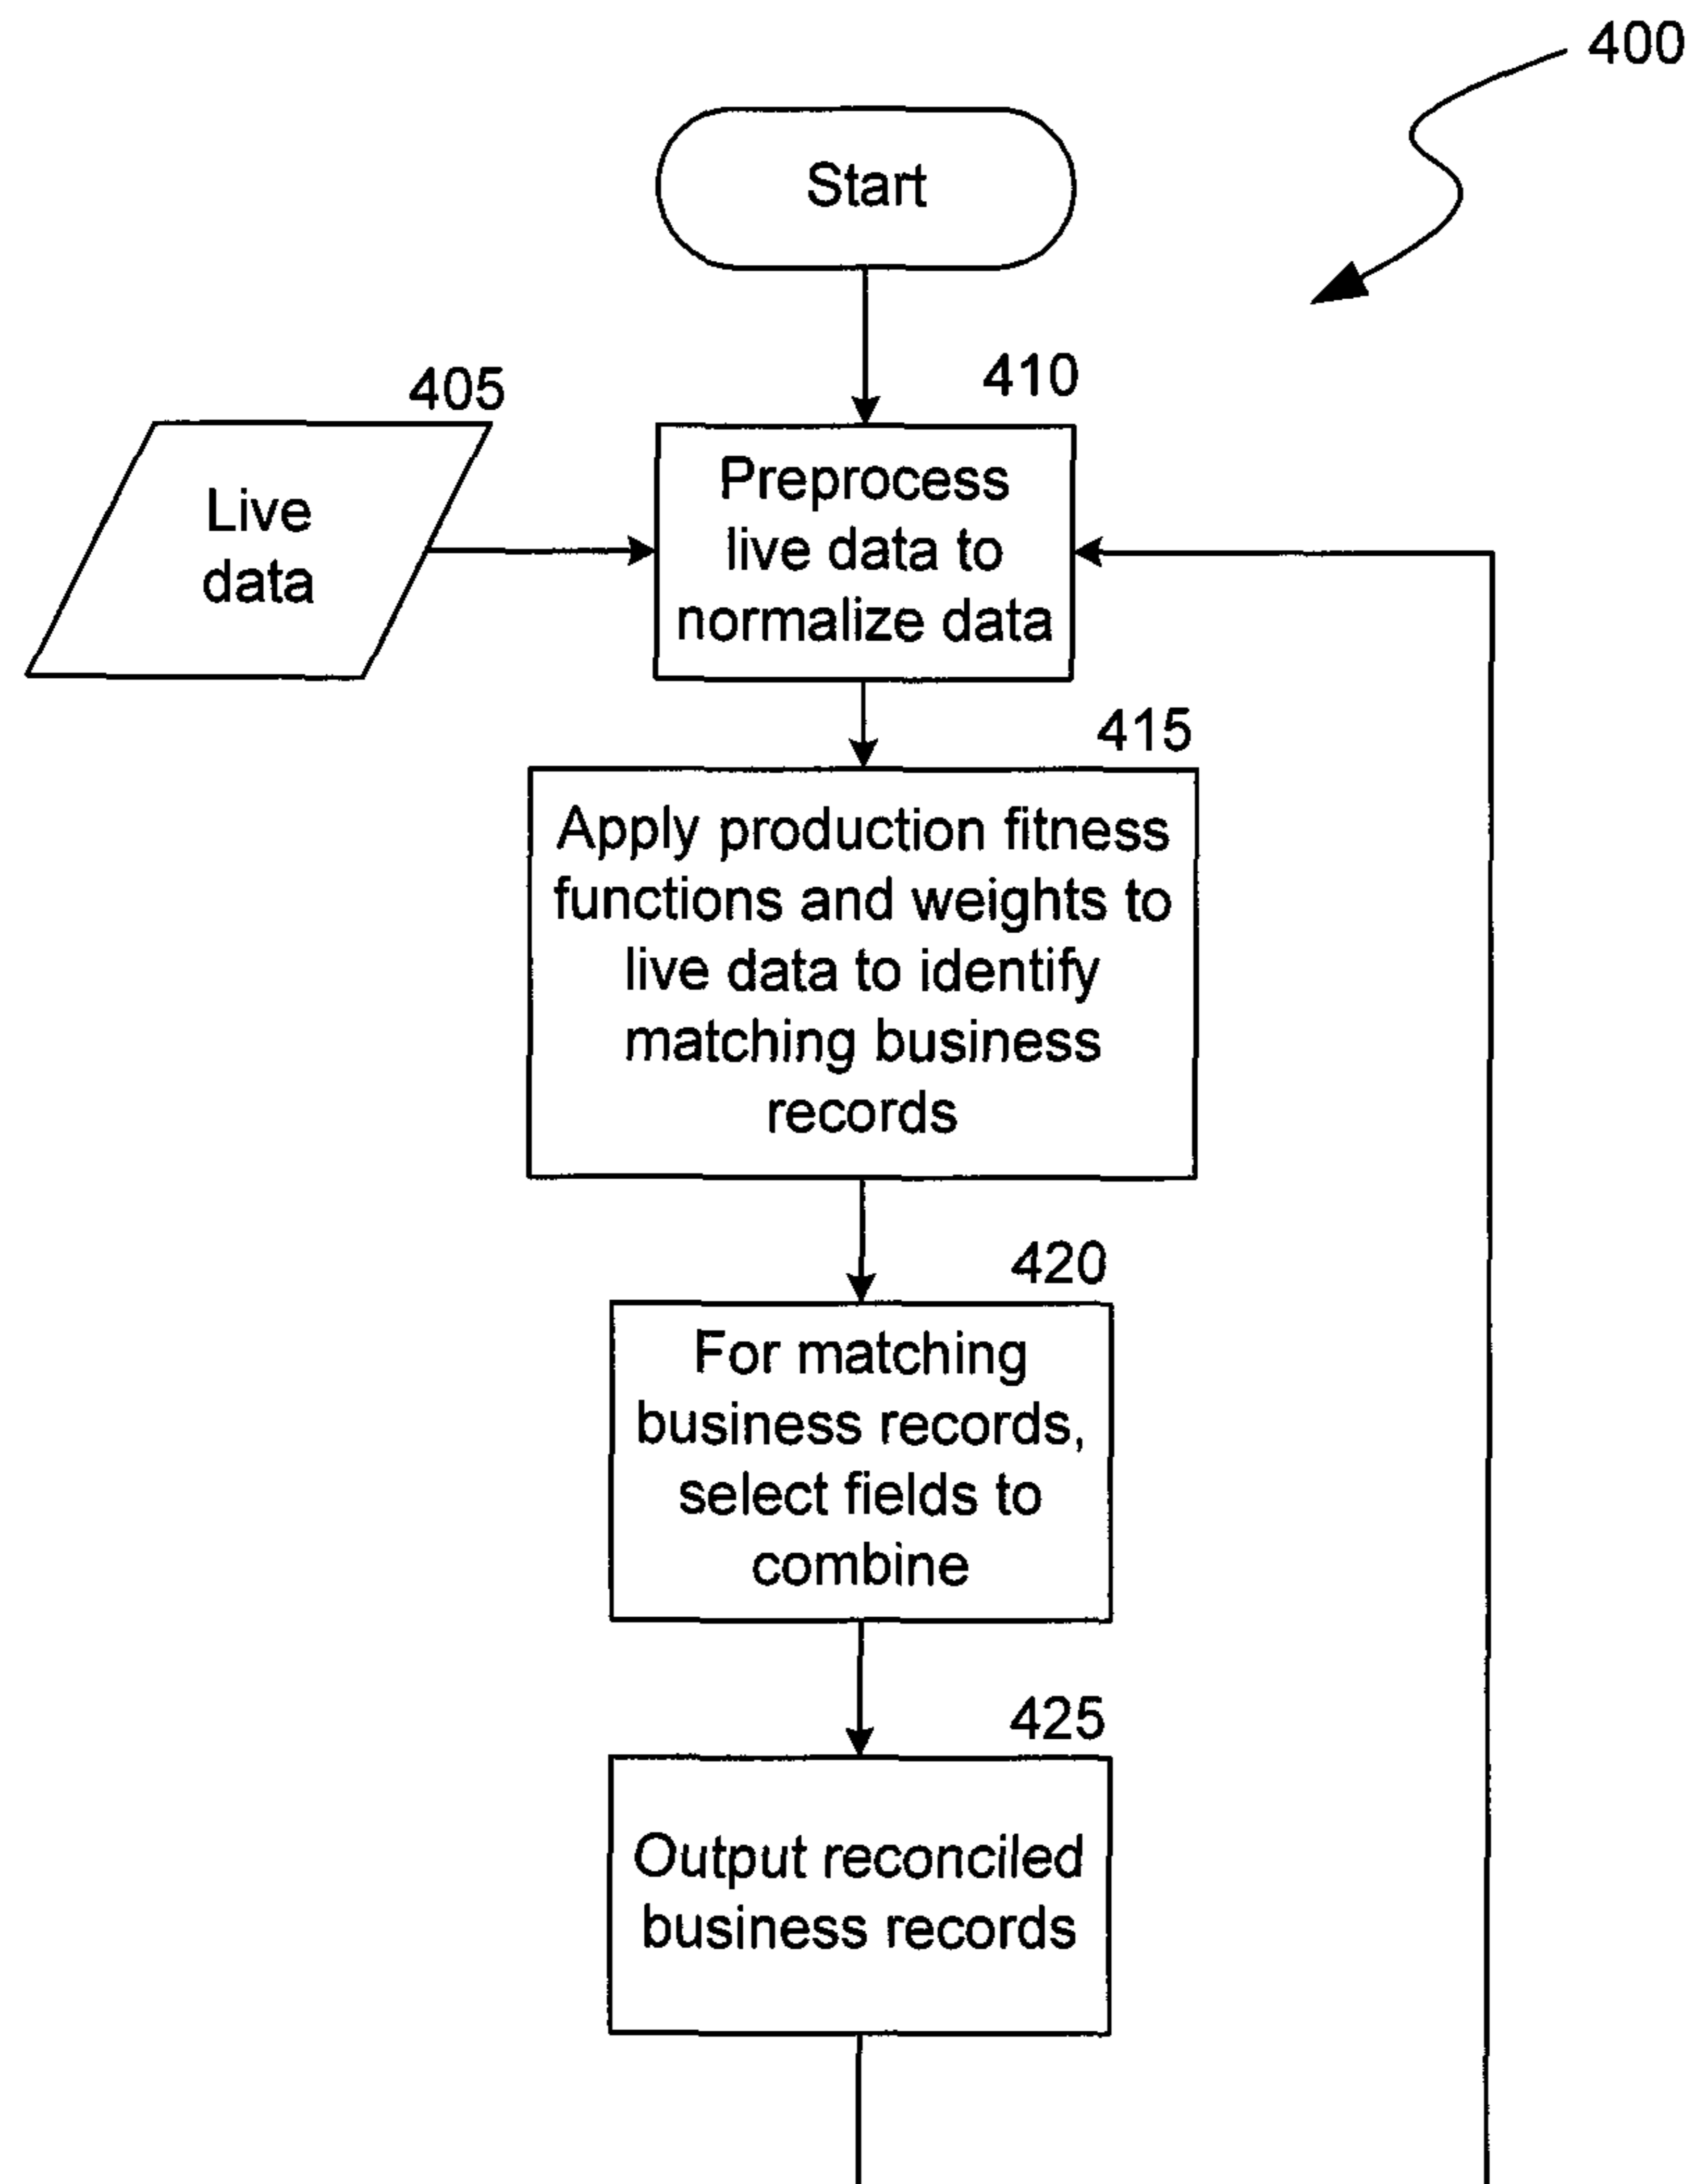 400
Start
405
410
Live
data
Preprocess
live data to
normalize data
415
Apply production fitness
functions and weights to
live data to identify
matching business
records
420
For matching
business records,
select fields to
combine
425
Output reconciled
business records